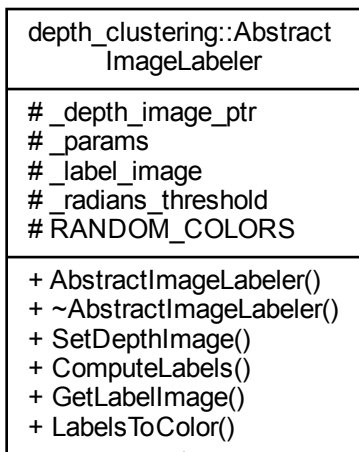 depth_clustering::Abstract
ImageLabeler
# _depth_image_ptr
# _params
# _label_image
# _radians_threshold
# RANDOM_COLORS
+ AbstractImageLabeler()
+ ~AbstractImageLabeler()
+ SetDepthImage()
+ ComputeLabels()
+ GetLabelImage()
+ LabelsToColor()